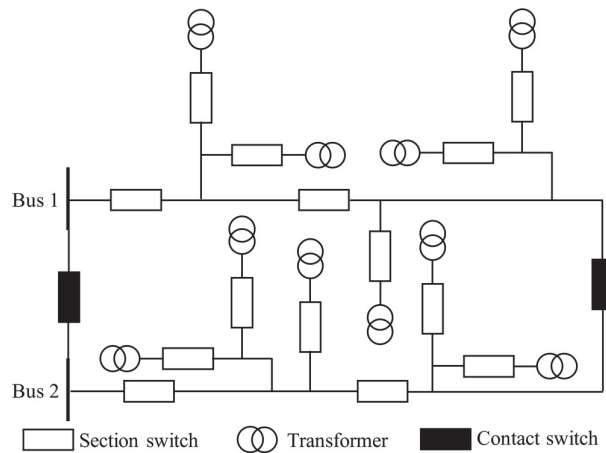 Bus 1
Bus 2
Section switch
Transformer
Contact switch